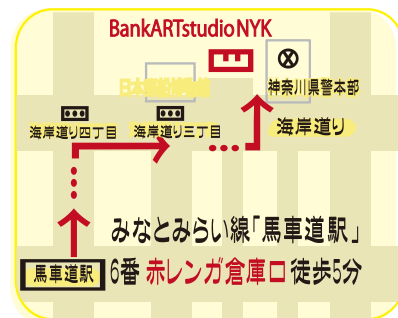 BankARTstudioNYK
神奈川県警本部
海岸道り四丁目
海岸道り三丁目
海岸道り
みなとみらい線「馬車道駅」
馬車道駅
6番 赤レンガ倉庫口 徒歩5分